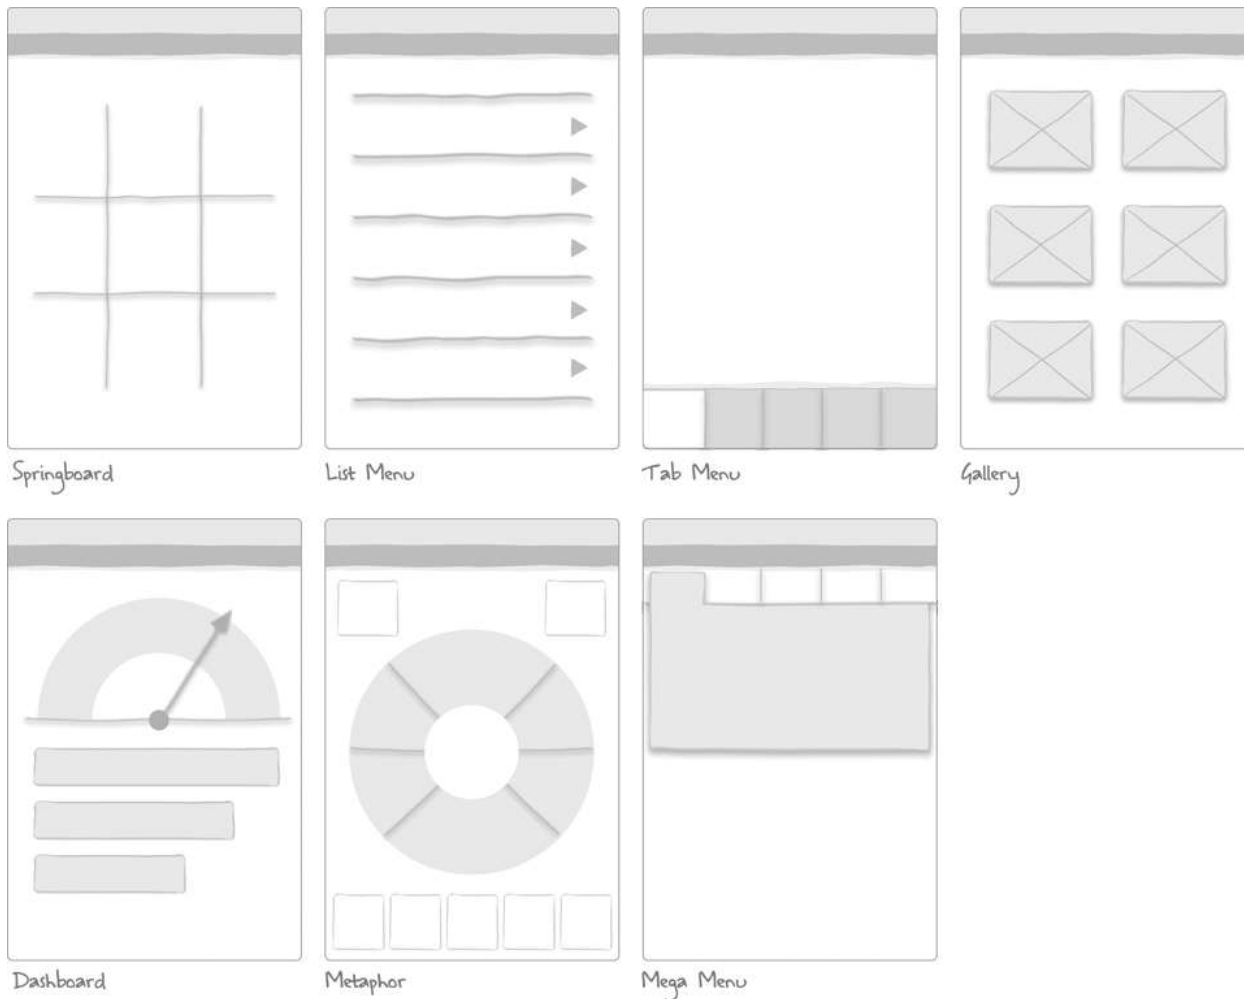 Springboard
List Menu
Tab Menu
Gallery
Dashboard
Metaphor
Mega Menu